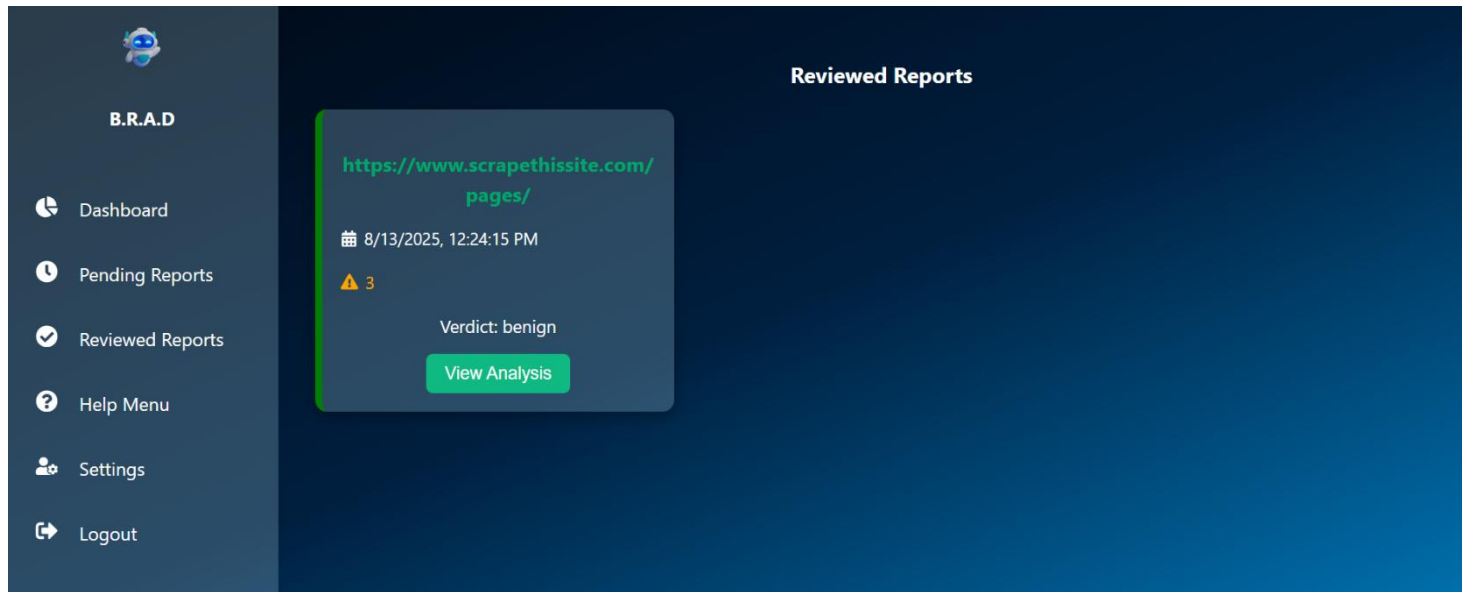 B.R.A.D
Dashboard
Pending Reports
Reviewed Reports
Help Menu
Settings
Logout
Reviewed Reports
https://www.scrapethissite.com/
pages/
8/13/2025, 12:24:15 PM
3
Verdict: benign
View Analysis